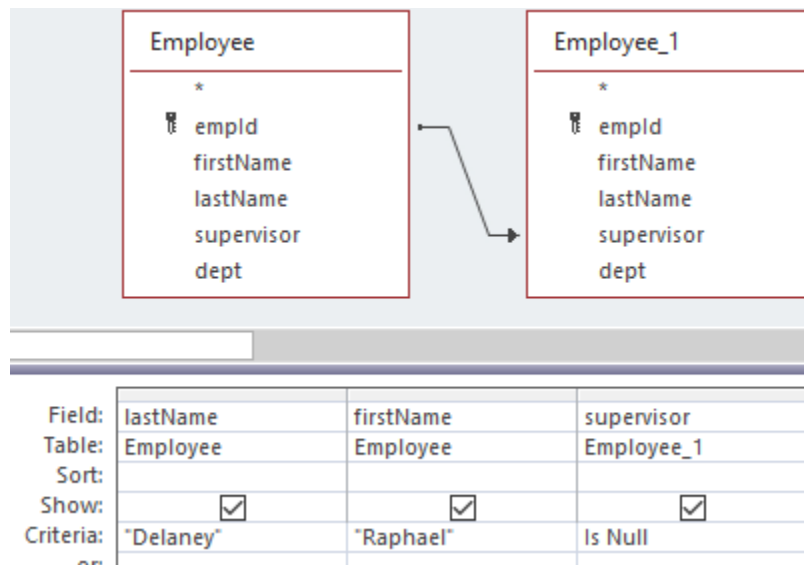 Employee Employee_1
* *
empId empId
firstName firstName
lastName lastName
supervisor supervisor
dept dept
Field: lastName firstName supervisor
Table: Employee Employee Employee_1
Sort:
Show:
Criteria: "Delaney" "Raphael" Is Null
or: